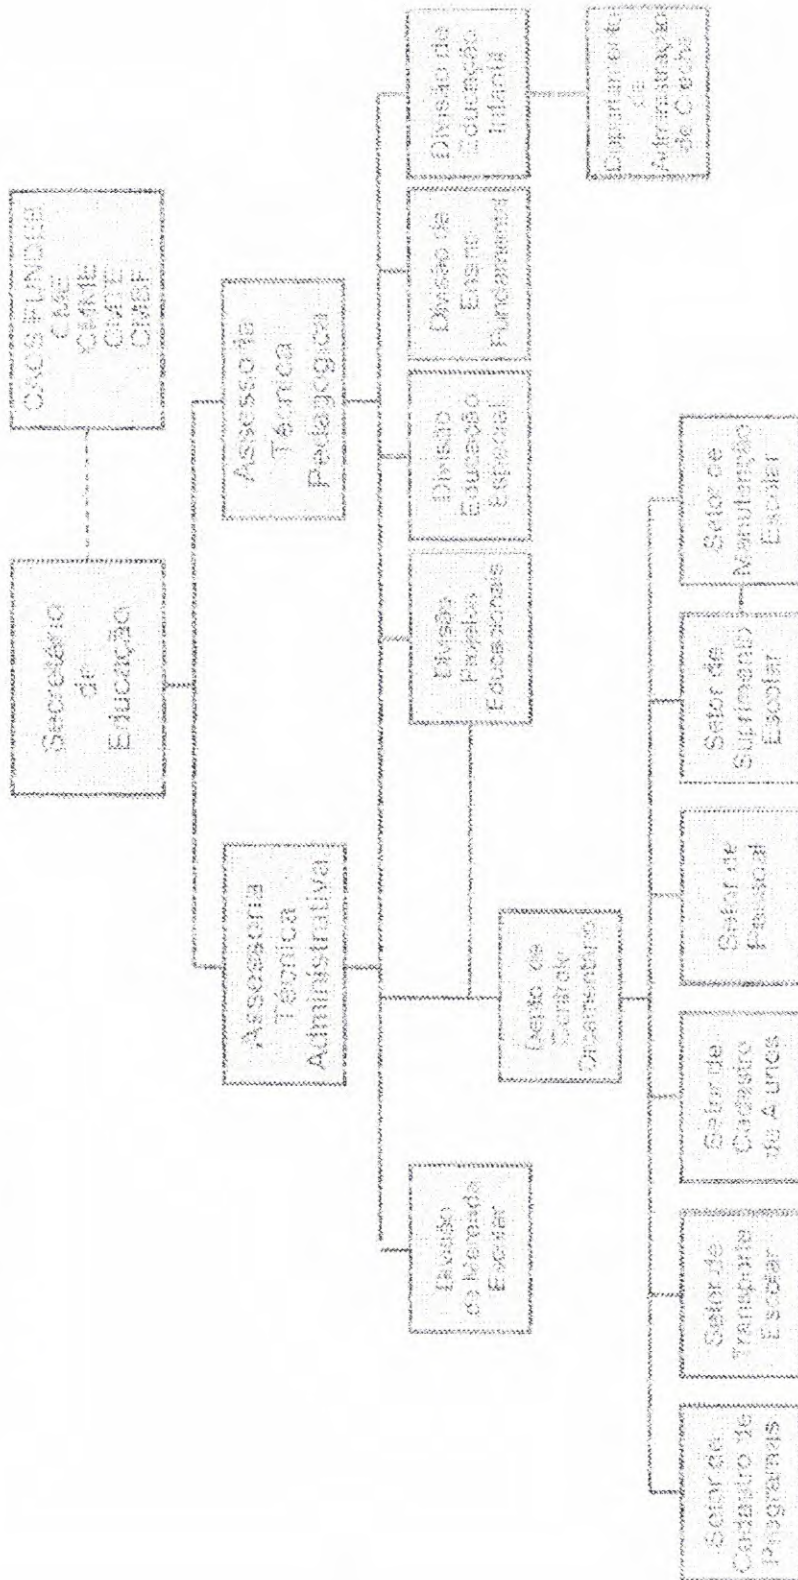 Secretário
de
Educação
CACS FUNDEB
CME
CMME
CMTE
CMBF
Assessoria
Técnica
Administrativa
Assessoria
Técnica
Pedagógica
Divisão
de Merenda
Escolar
Divisão
Projetos
Educacionais
Divisão
Educação
Especial
Divisão de
Ensino
Fundamental
Divisão de
Educação
Infantil
Depto de
Controle
Orçamentário
Departamento
de
Administração
de Creche
Setor de
Cadastro de
Programas
Setor de
Transporte
Escolar
Setor de
Cadastro
de Alunos
Setor de
Pessoal
Setor de
Suprimento
Escolar
Setor de
Manutenção
Escolar